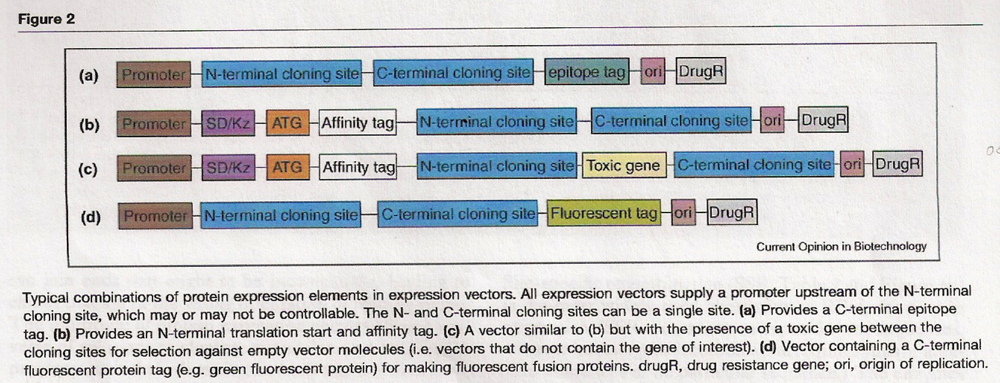 Figure 2
(a) Promoter N-terminal cloning site C-terminal cloning site epitope tag ori DrugR
(b) Promoter SD/Kz ATG Affinity tag N-terminal cloning site C-terminal cloning site ori DrugR
(c) Promoter SD/Kz ATG Affinity tag N-terminal cloning site Toxic gene C-terminal cloning site ori DrugR
(d) Promoter N-terminal cloning site C-terminal cloning site Fluorescent tag ori DrugR
Current Opinion in Biotechnology
Typical combinations of protein expression elements in expression vectors. All expression vectors supply a promoter upstream of the N-terminal
cloning site, which may or may not be controllable. The N- and C-terminal cloning sites can be a single site. (a) Provides a C-terminal epitope
tag. (b) Provides an N-terminal translation start and affinity tag. (c) A vector similar to (b) but with the presence of a toxic gene between the
cloning sites for selection against empty vector molecules (i.e. vectors that do not contain the gene of interest). (d) Vector containing a C-terminal
fluorescent protein tag (e.g. green fluorescent protein) for making fluorescent fusion proteins. drugR, drug resistance gene; ori, origin of replication.